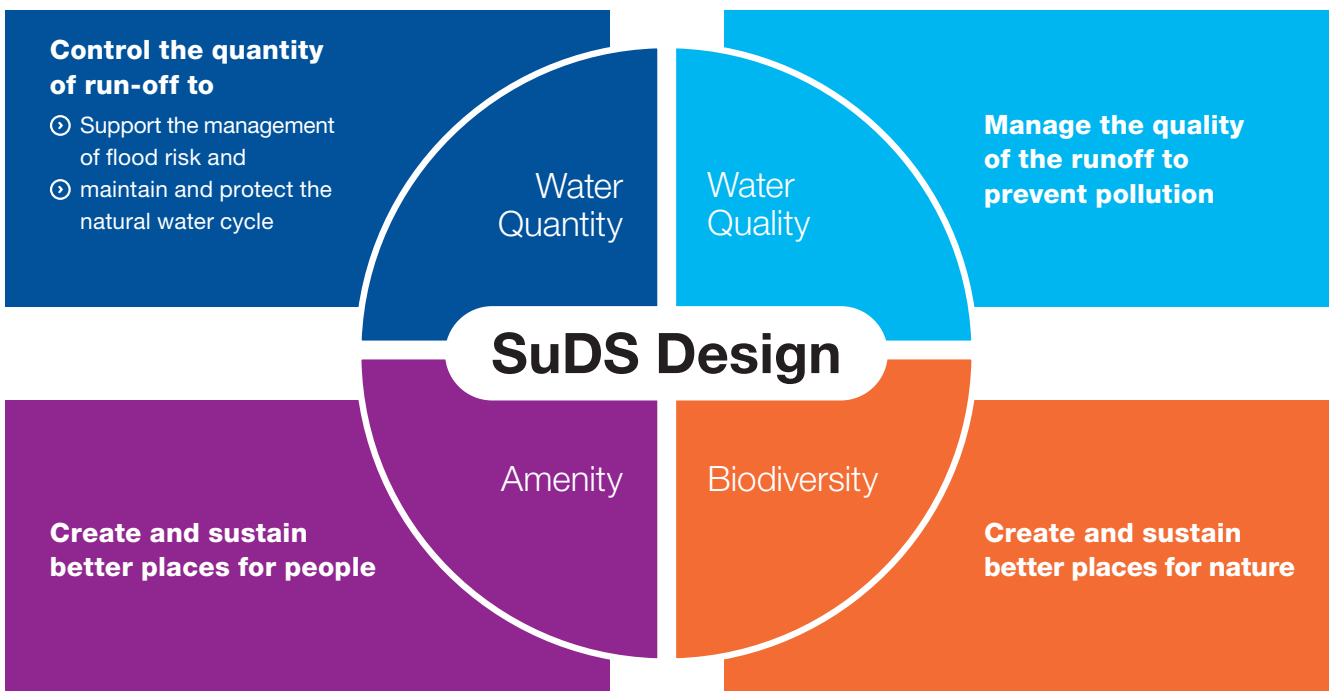 Control the quantity
of run-off to
Support the management
of flood risk and
maintain and protect the
natural water cycle
Water
Quantity
Water
Quality
Manage the quality
of the runoff to
prevent pollution
SuDS Design
Create and sustain
better places for people
Amenity
Biodiversity
Create and sustain
better places for nature